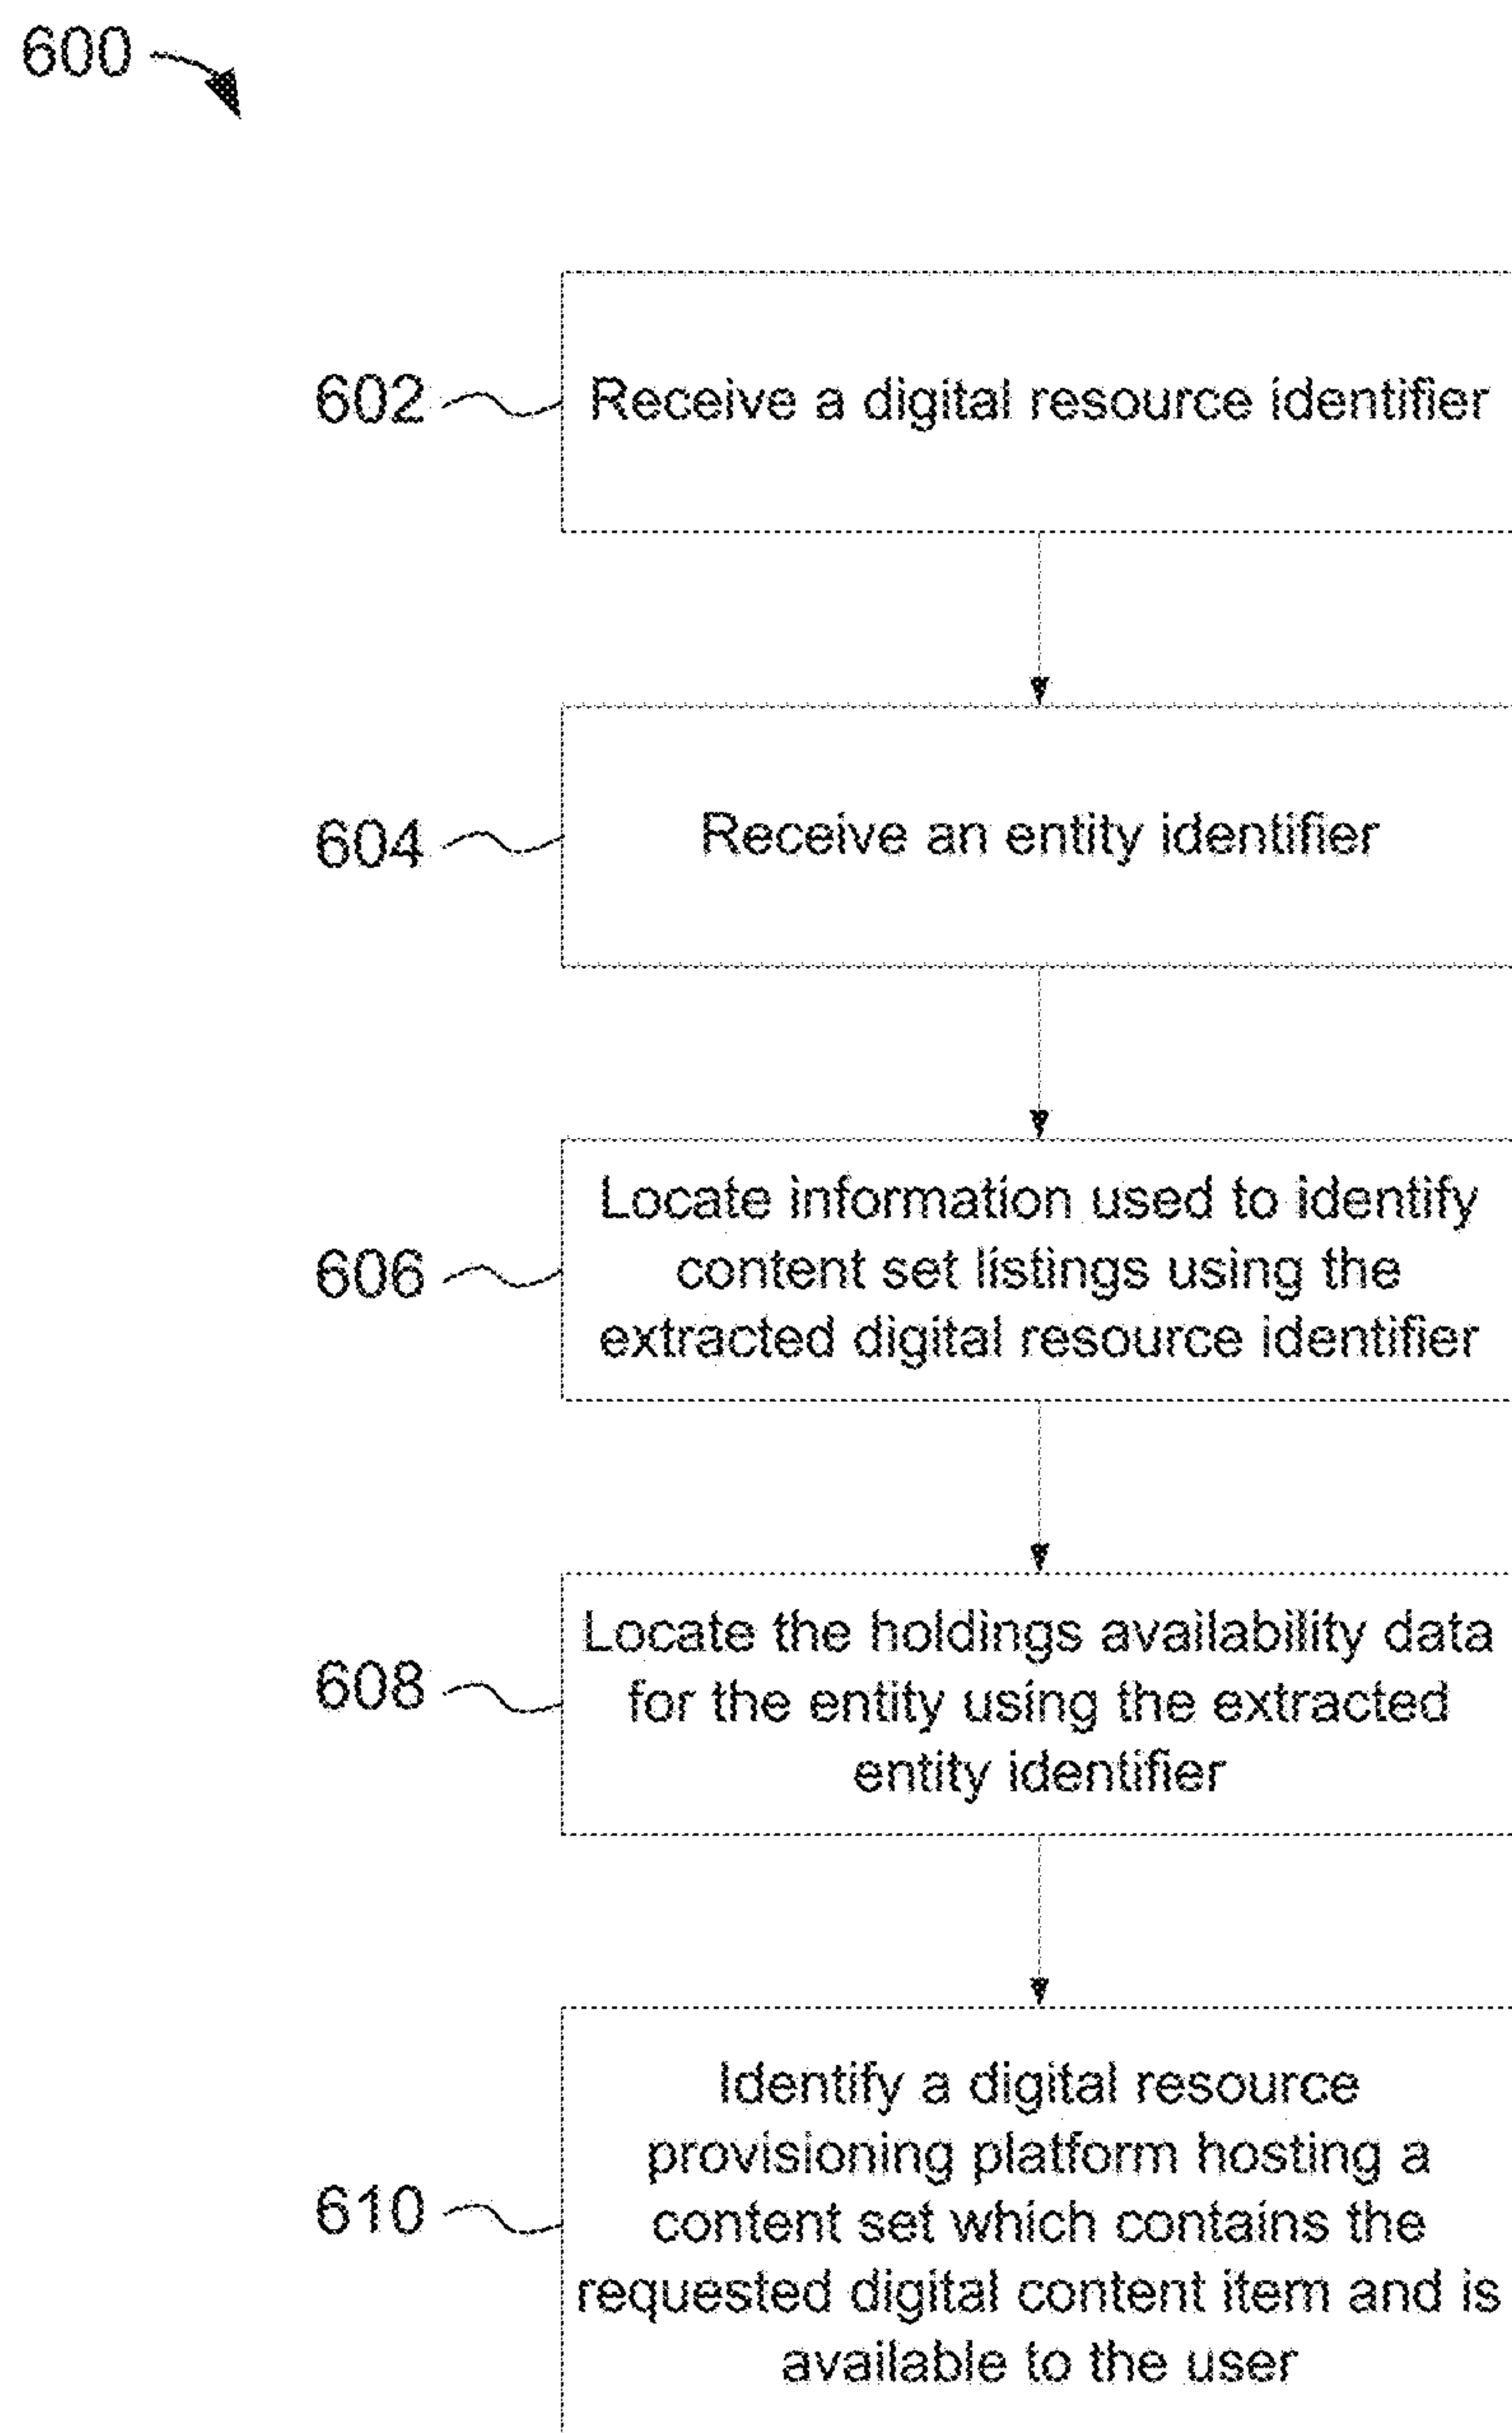 600
602
Receive a digital resource identifier
604
Receive an entity identifier
606
Locate information used to identify
content set listings using the
extracted digital resource identifier
608
Locate the holdings availability data
for the entity using the extracted
entity identifier
610
Identify a digital resource
provisioning platform hosting a
content set which contains the
requested digital content item and is
available to the user